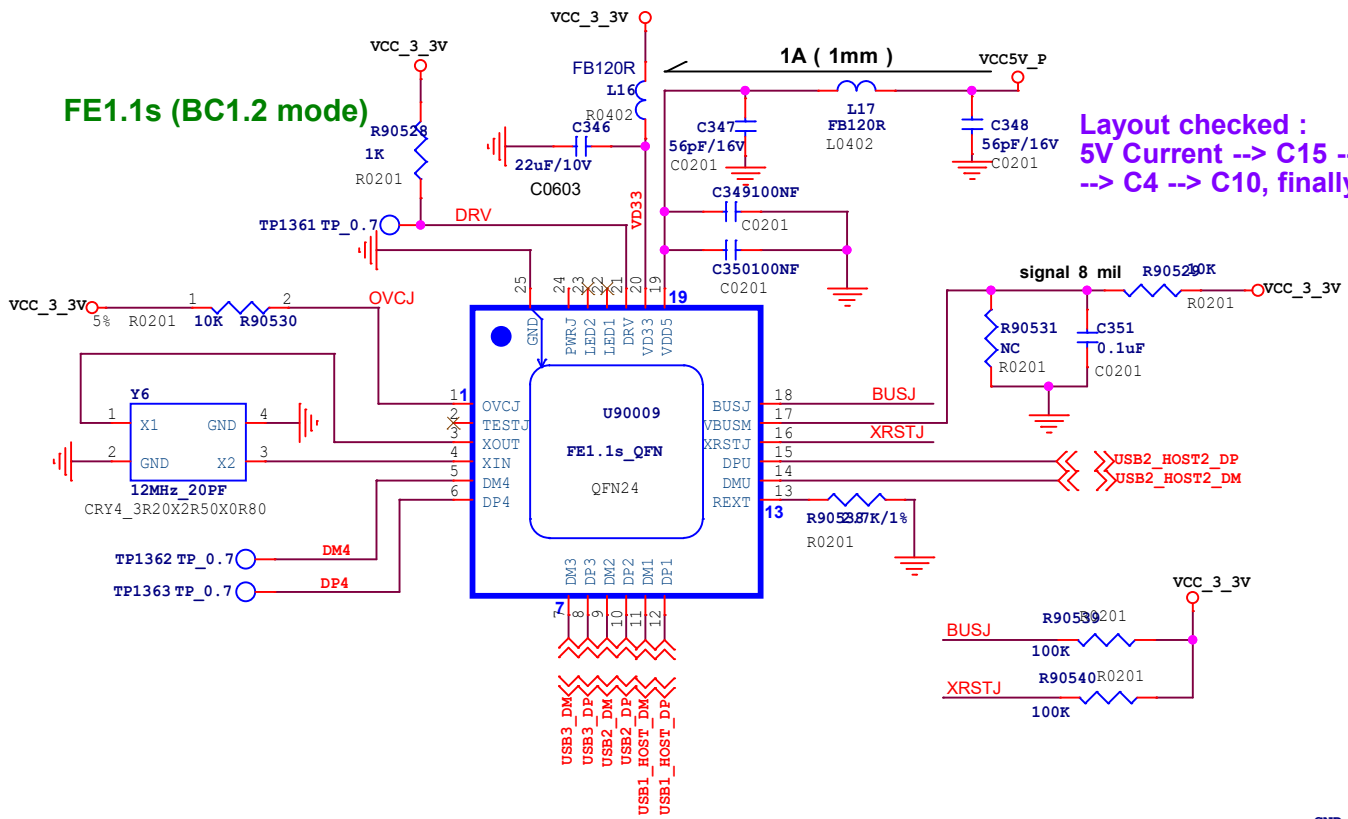 VCC_3_3V
VCC_3_3V
1A ( 1mm )
VCC5V_P
FB120R
L16
R0402
FE1.1s (BC1.2 mode)
R90528
1K
R0201
C346
22uF/10V
C0603
C347
56pF/16V
C0201
L17
FB120R
L0402
C348
56pF/16V
C0201
Layout checked :
5V Current --> C15 -
--> C4 --> C10, finally
TP1361 TP_0.7
DRV
VD33
C349100NF
C0201
C350100NF
C0201
signal 8 mil
R90529
10K
R0201
VCC_3_3V
R90531
NC
R0201
C351
0.1uF
C0201
VCC_3_3V
5% R0201
1
2
10K R90530
OVCJ
25
24
23
22
21
20
19
19
GND
PWRJ
LED2
LED1
DRV
VD33
VDD5
Y6
1 X1 GND 4
2 GND X2 3
12MHz_20PF
CRY4_3R20X2R50X0R80
1 1 OVCJ
2 TESTJ
3 XOUT
4 XIN
5 DM4
6 DP4
U90009
FE1.1s_QFN
QFN24
BUSJ 18 BUSJ
VBUSM 17
XRSTJ 16 XRSTJ
DPU 15 USB2_HOST2_DP
DMU 14 USB2_HOST2_DM
REXT 13
13
R90538
2.7K/1%
R0201
TP1362 TP_0.7 DM4
TP1363 TP_0.7 DP4
DM3
DP3
DM2
DP2
DM1
DP1
7
7
8
9
10
11
12
USB3_DM
USB3_DP
USB2_DM
USB2_DP
USB1_HOST_DM
USB1_HOST_DP
VCC_3_3V
BUSJ
R90539
R0201
100K
XRSTJ
R90540 R0201
100K